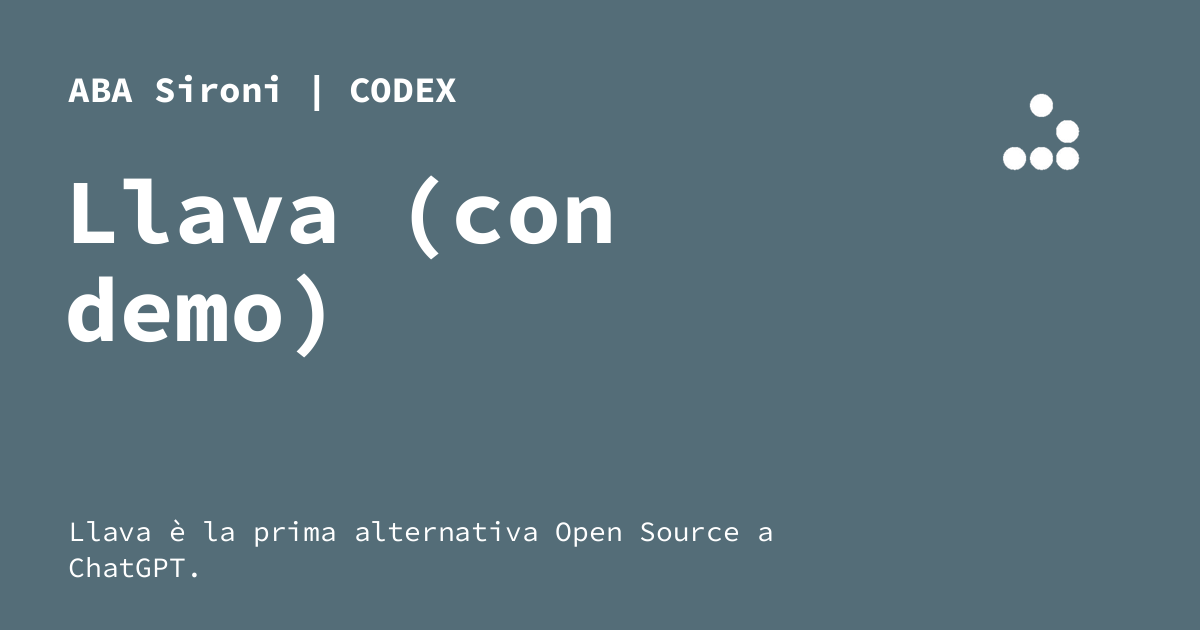 ABA Sironi | CODEX
Llava (con
demo)
Llava è la prima alternativa Open Source a
ChatGPT.